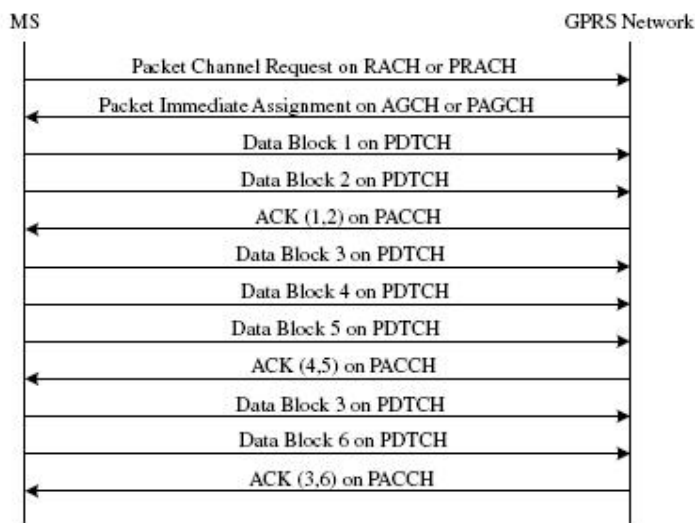 MS GPRS Network
Packet Channel Request on RACH or PRACH
Packet Immediate Assignment on AGCH or PAGCH
Data Block 1 on PDTCH
Data Block 2 on PDTCH
ACK (1,2) on PACCH
Data Block 3 on PDTCH
Data Block 4 on PDTCH
Data Block 5 on PDTCH
ACK (4,5) on PACCH
Data Block 3 on PDTCH
Data Block 6 on PDTCH
ACK (3,6) on PACCH